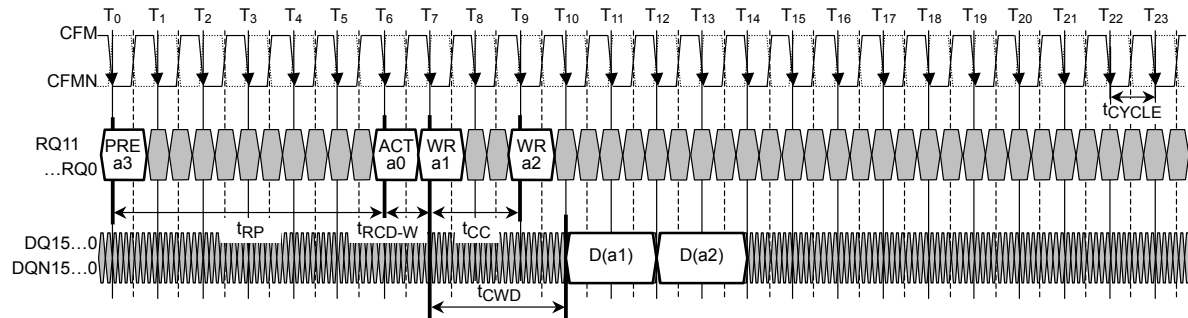 T0 T1 T2 T3 T4 T5 T6 T7 T8 T9 T10 T11 T12 T13 T14 T15 T16 T17 T18 T19 T20 T21 T22 T23
CFM
CFMN
tCYCLE
RQ11
…RQ0
PRE
a3
ACT
a0
WR
a1
WR
a2
tRP
tRCD-W
tCC
DQ15…0
DQN15…0
D(a1)
D(a2)
tCWD